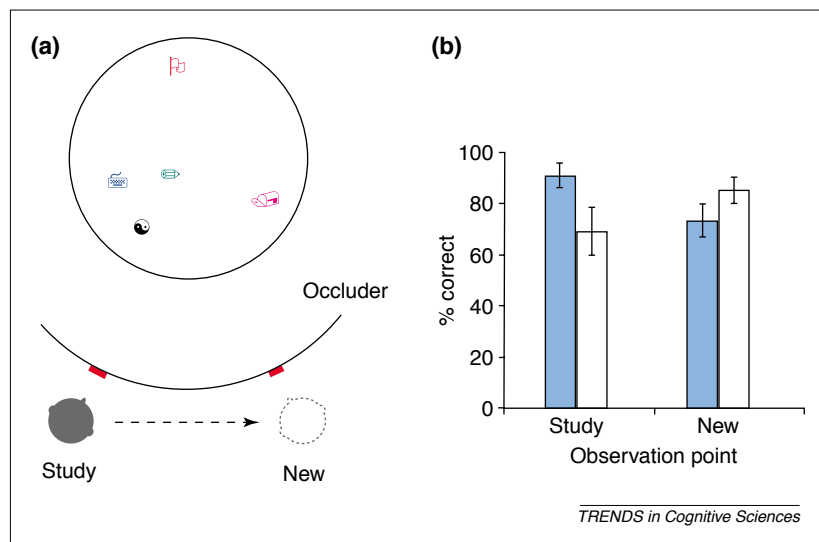 (a)
Occluder
Study
New
(b)
% correct
100
80
60
40
20
0
Study
New
Observation point
TRENDS in Cognitive Sciences